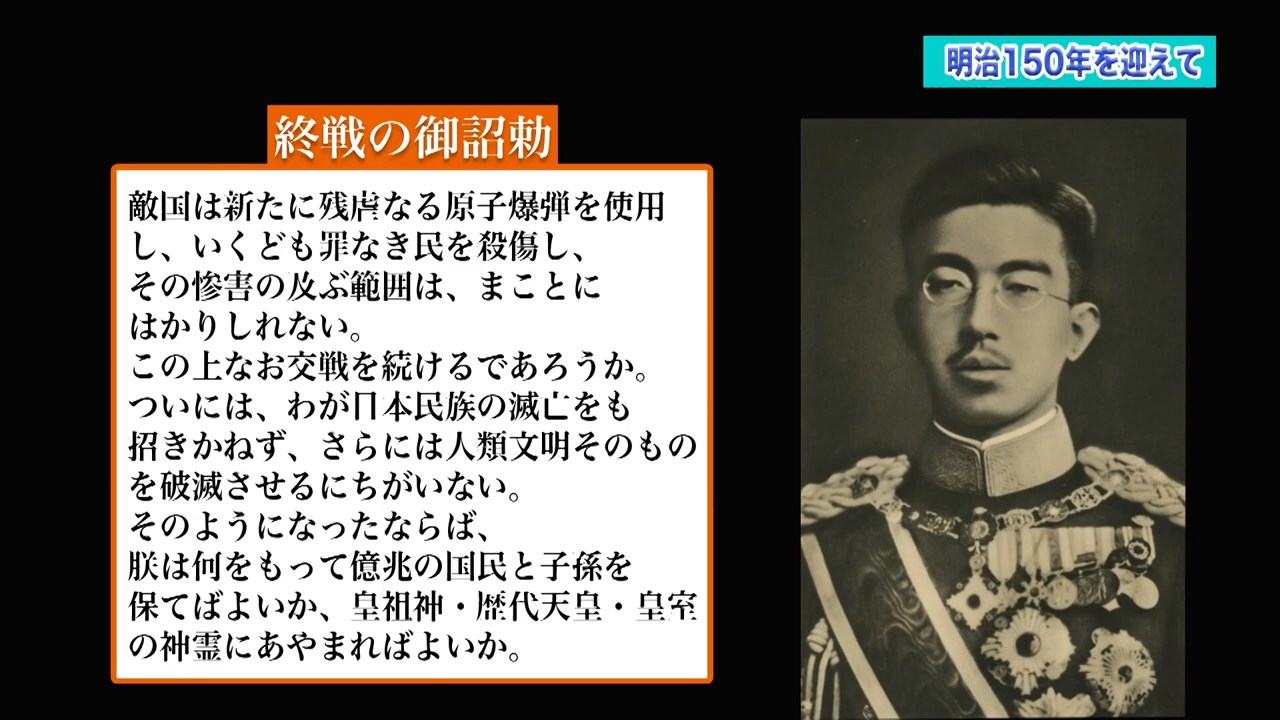 明治150年を迎えて
終戦の御詔勅
敵国は新たに残虐なる原子爆弾を使用
し、いくども罪なき民を殺傷し、
その惨害の及ぶ範囲は、まことに
はかりしれない。
この上なお交戦を続けるであろうか。
ついには、わが日本民族の滅亡をも
招きかねず、さらには人類文明そのもの
を破滅させるにちがいない。
そのようになったならば、
朕は何をもって億兆の国民と子孫を
保てばよいか、皇祖神・歴代天皇・皇室
の神霊にあやまればよいか。